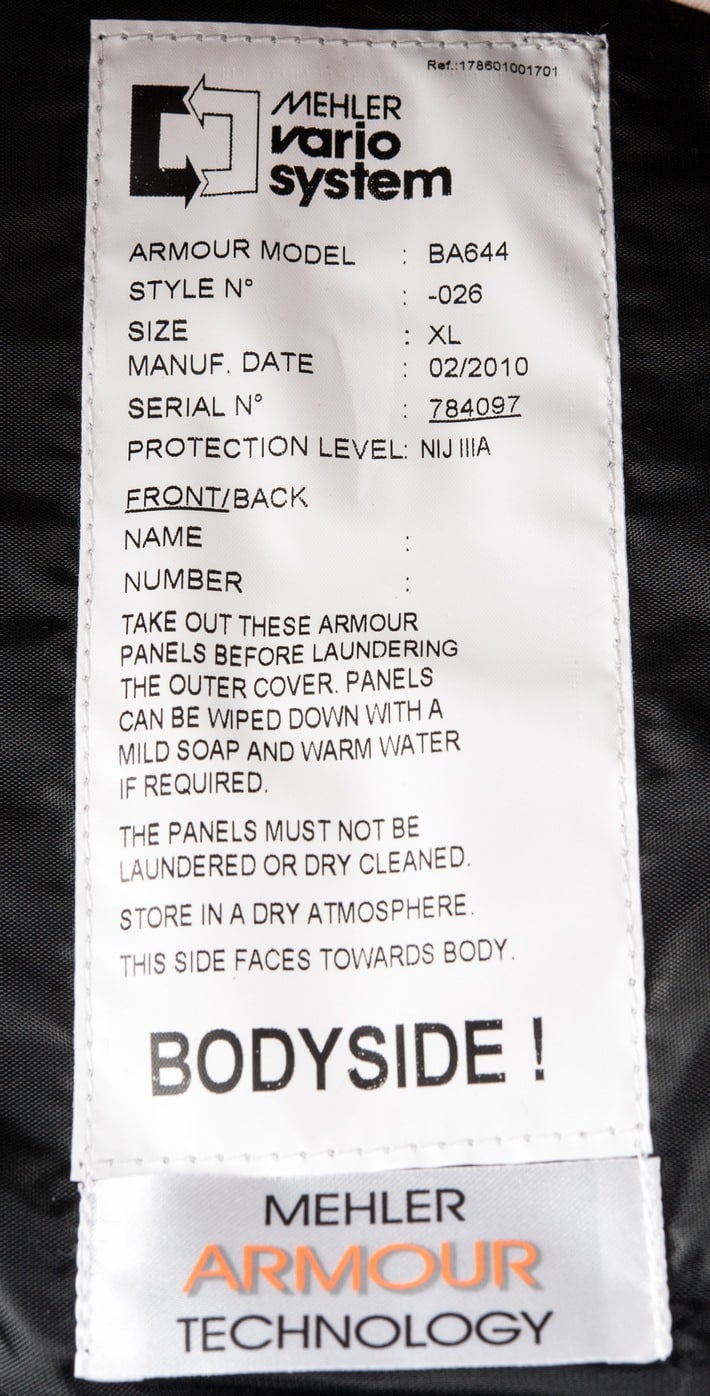 Ref.:178601001701
MEHLER
vario
system
ARMOUR MODEL : BA644
STYLE N° : -026
SIZE : XL
MANUF. DATE : 02/2010
SERIAL N° : 784097
PROTECTION LEVEL: NIJ IIIA
FRONT/BACK
NAME :
NUMBER :
TAKE OUT THESE ARMOUR
PANELS BEFORE LAUNDERING
THE OUTER COVER. PANELS
CAN BE WIPED DOWN WITH A
MILD SOAP AND WARM WATER
IF REQUIRED.
THE PANELS MUST NOT BE
LAUNDERED OR DRY CLEANED.
STORE IN A DRY ATMOSPHERE.
THIS SIDE FACES TOWARDS BODY.
BODYSIDE !
MEHLER
ARMOUR
TECHNOLOGY